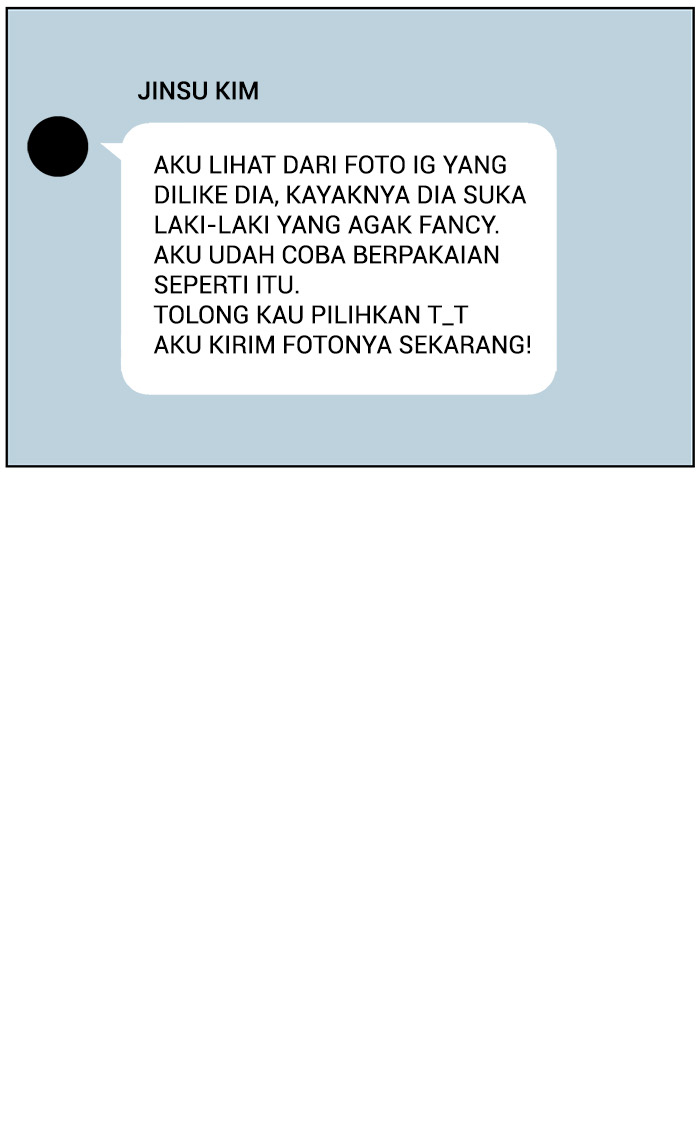 JINSU KIM
AKU LIHAT DARI FOTO IG YANG
DILIKE DIA, KAYAKNYA DIA SUKA
LAKI-LAKI YANG AGAK FANCY.
AKU UDAH COBA BERPAKAIAN
SEPERTI ITU.
TOLONG KAU PILIHKAN T_T
AKU KIRIM FOTONYA SEKARANG!